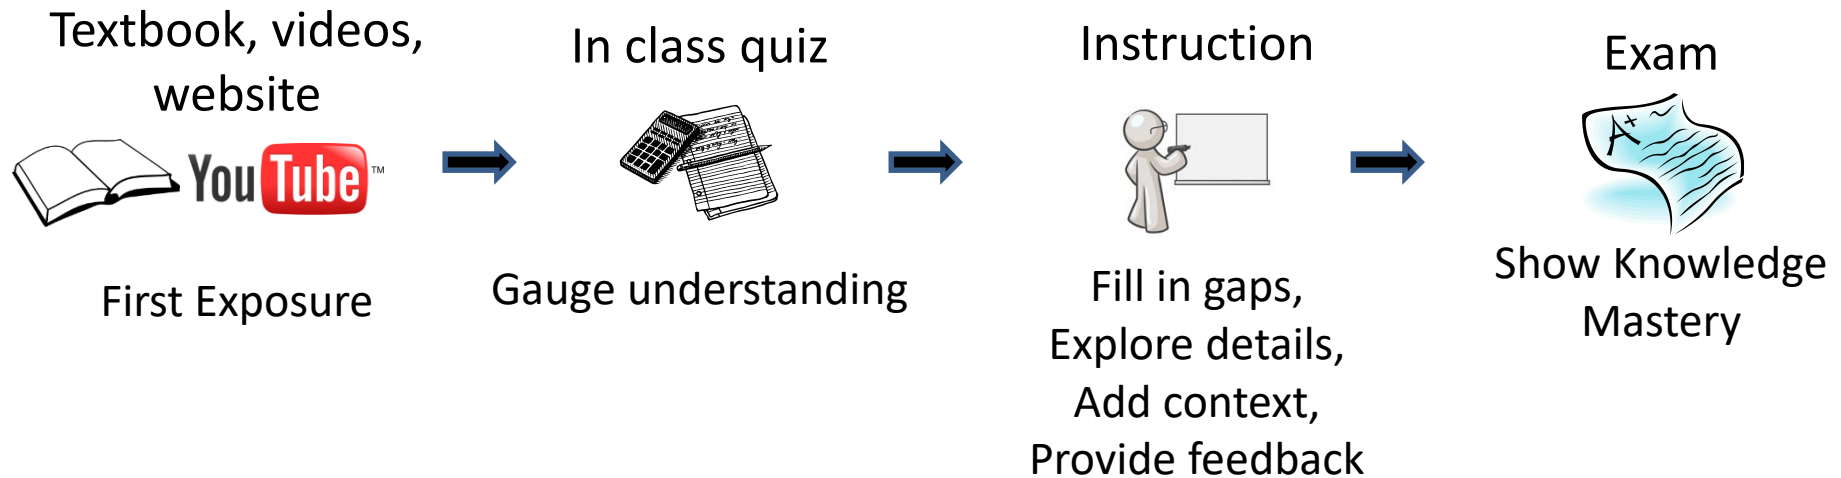 Textbook, videos,
website
YouTube™
First Exposure
In class quiz
Gauge understanding
Instruction
Fill in gaps,
Explore details,
Add context,
Provide feedback
Exam
A+
Show Knowledge
Mastery